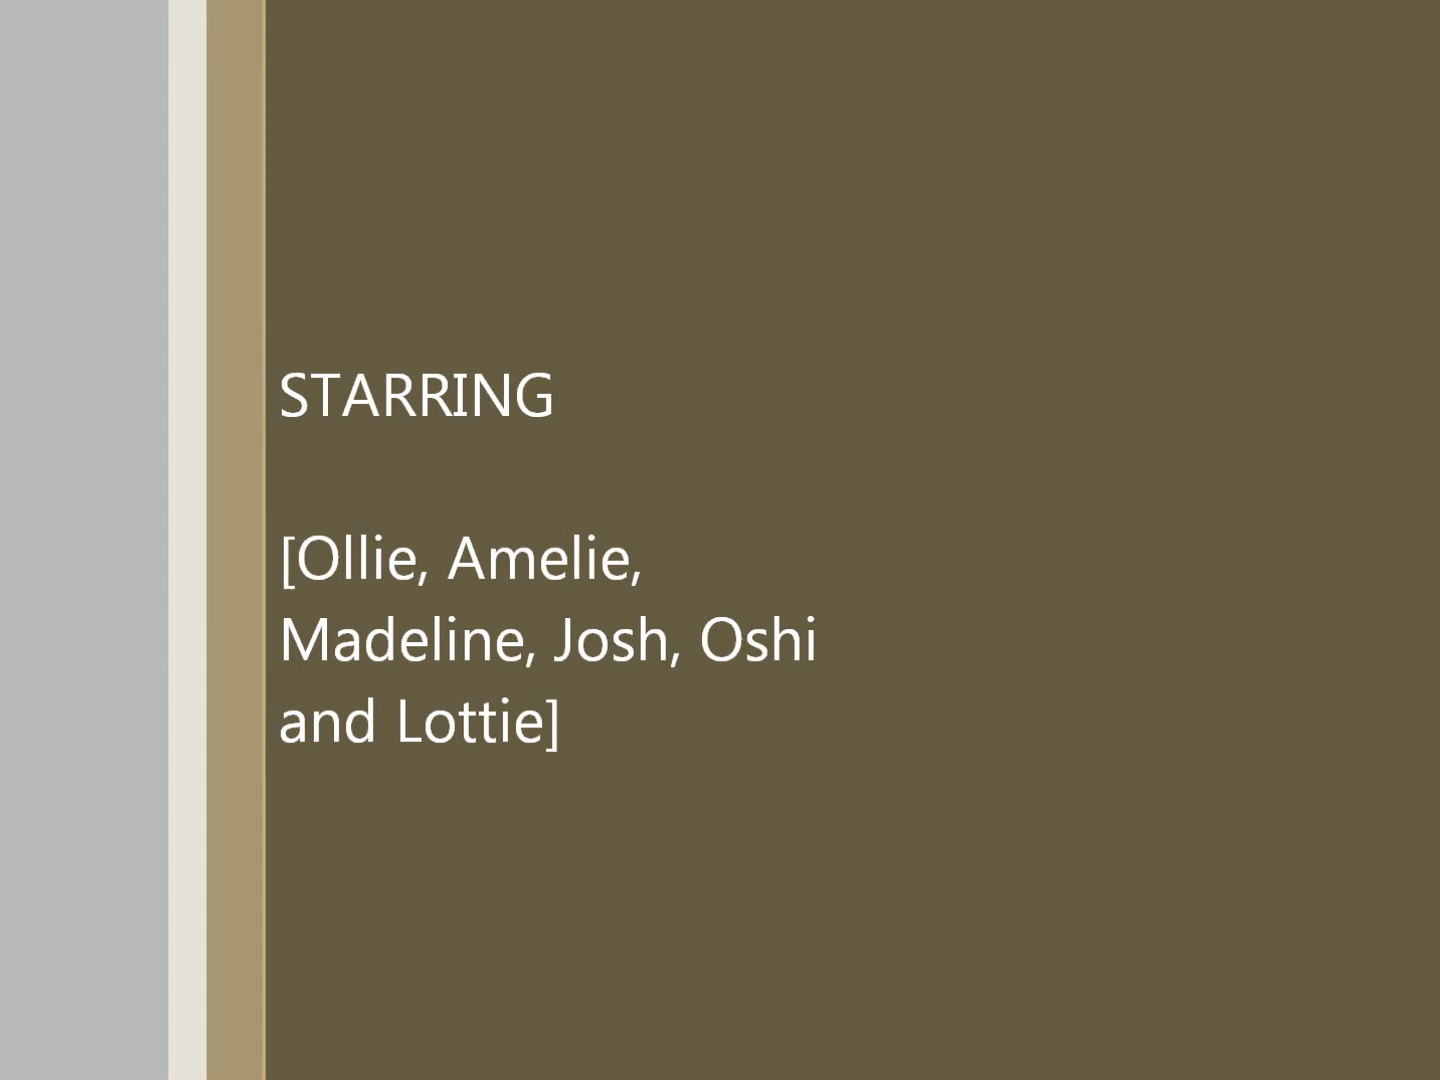 STARRING
[Ollie, Amelie,
Madeline, Josh, Oshi
and Lottie]